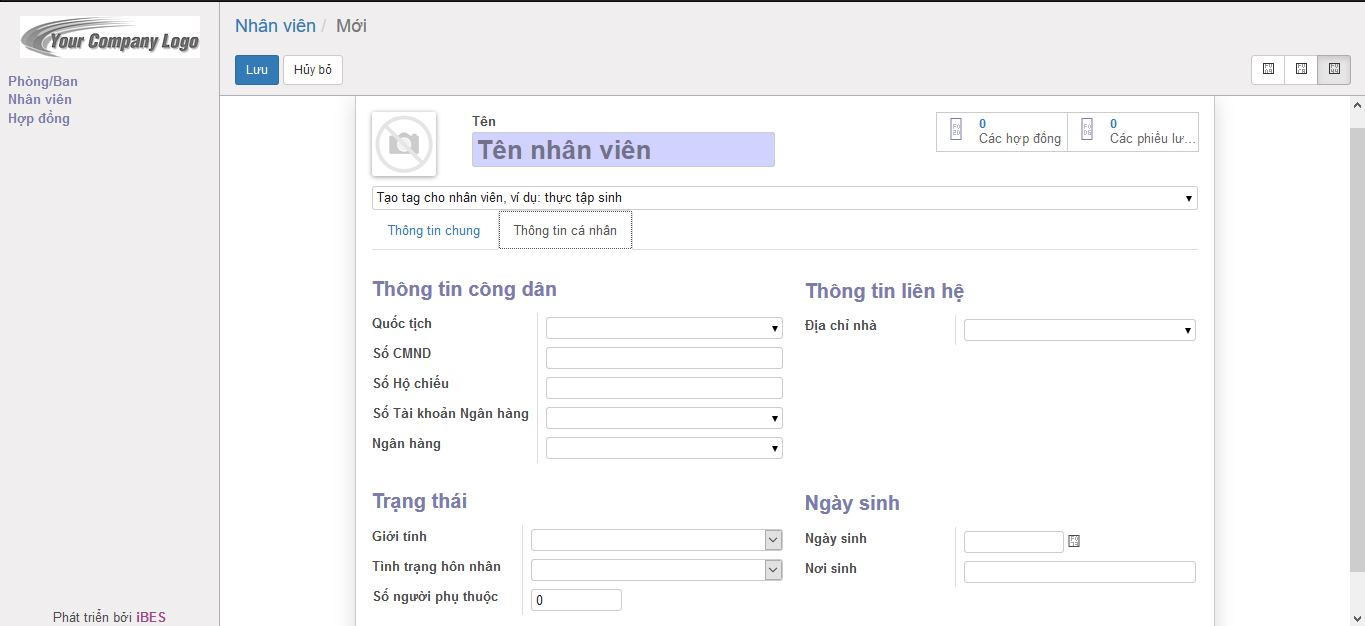 Your Company Logo
Phòng/Ban
Nhân viên
Hợp đồng
Phát triển bởi iBES
Nhân viên / Mới
Lưu Hủy bỏ
Tên
Tên nhân viên
0
Các hợp đồng
0
Các phiếu lư...
Tạo tag cho nhân viên, ví dụ: thực tập sinh
Thông tin chung Thông tin cá nhân
Thông tin công dân
Quốc tịch
Số CMND
Số Hộ chiếu
Số Tài khoản Ngân hàng
Ngân hàng
Thông tin liên hệ
Địa chỉ nhà
Trạng thái
Giới tính
Tình trạng hôn nhân
Số người phụ thuộc 0
Ngày sinh
Ngày sinh
Nơi sinh